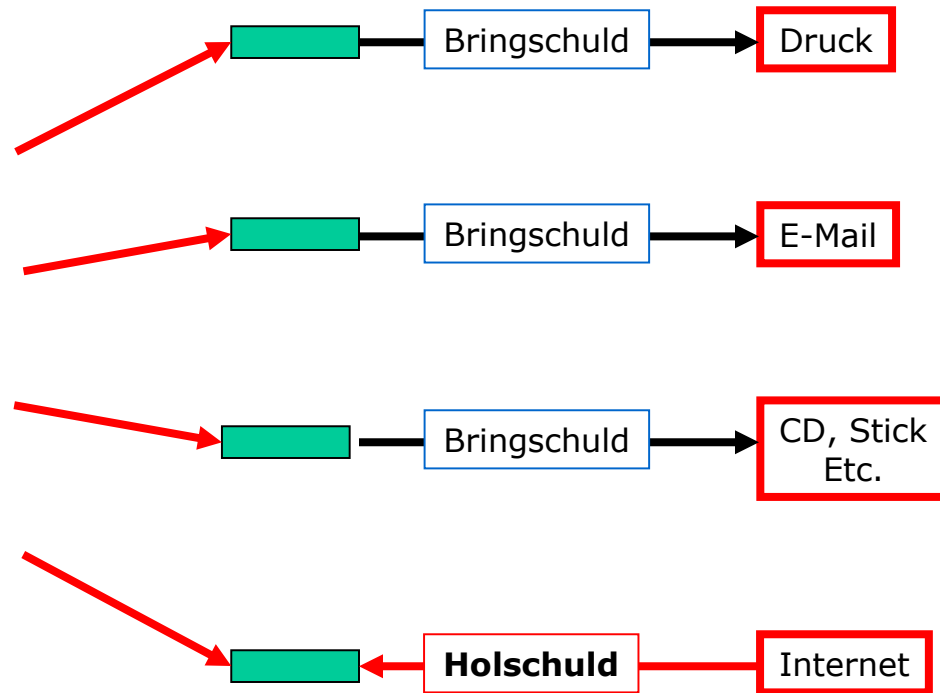 Bringschuld
Druck
Bringschuld
E-Mail
Bringschuld
CD, Stick
Etc.
Holschuld
Internet